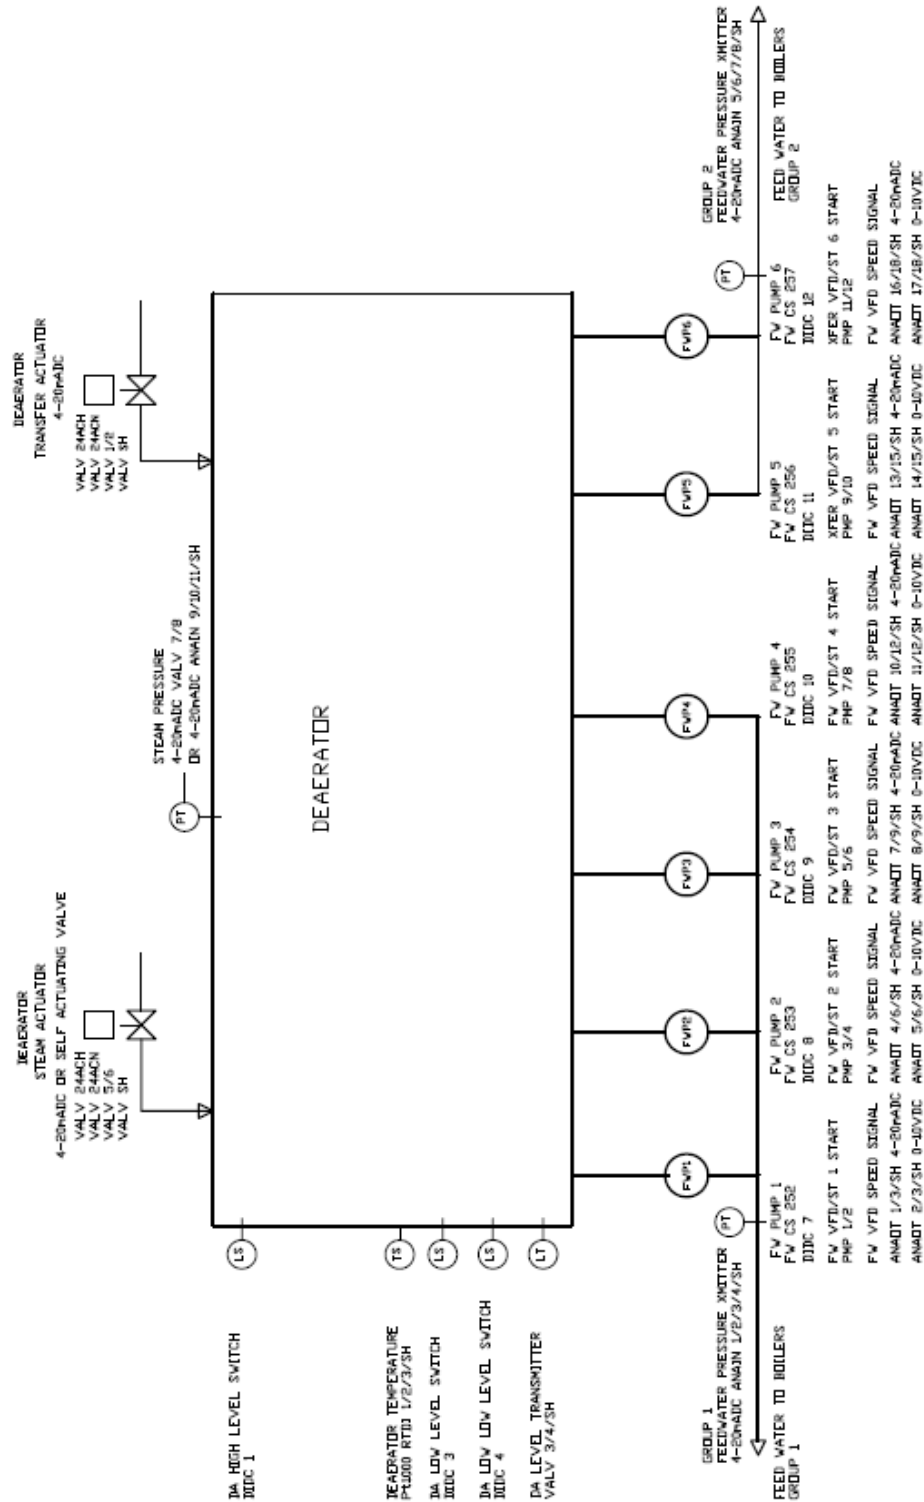 DEAERATOR
STEAM ACTUATOR
4-20mADC OR SELF ACTUATING VALVE
VALV 24ACH
VALV 24ACN
VALV 5/6
VALV SH
DEAERATOR
TRANSFER ACTUATOR
4-20mADC
VALV 24ACH
VALV 24ACN
VALV 1/2
VALV SH
STEAM PRESSURE
4-20mADC VALV 7/8
OR 4-20mADC ANAIN 9/10/11/SH
PT
DEAERATOR
DA HIGH LEVEL SWITCH
DIDC 1
LS
DEAERATOR TEMPERATURE
Pt1000 RTDI 1/2/3/SH
TS
DA LOW LEVEL SWITCH
DIDC 3
LS
DA LOW LOW LEVEL SWITCH
DIDC 4
LS
DA LEVEL TRANSMITTER
VALV 3/4/SH
LT
FWP1
FWP2
FWP3
FWP4
FWP5
FWP6
GROUP 1
FEEDWATER PRESSURE XMITTER
4-20mADC ANAIN 1/2/3/4/SH
PT
FEED WATER TO BOILERS
GROUP 1
GROUP 2
FEEDWATER PRESSURE XMITTER
4-20mADC ANAIN 5/6/7/8/SH
PT
FEED WATER TO BOILERS
GROUP 2
FW PUMP 1
FW CS 252
DIDC 7
FW VFD/ST 1 START
PMP 1/2
FW VFD SPEED SIGNAL
ANAOT 1/3/SH 4-20mADC
ANAOT 2/3/SH 0-10VDC
FW PUMP 2
FW CS 253
DIDC 8
FW VFD/ST 2 START
PMP 3/4
FW VFD SPEED SIGNAL
ANAOT 4/6/SH 4-20mADC
ANAOT 5/6/SH 0-10VDC
FW PUMP 3
FW CS 254
DIDC 9
FW VFD/ST 3 START
PMP 5/6
FW VFD SPEED SIGNAL
ANAOT 7/9/SH 4-20mADC
ANAOT 8/9/SH 0-10VDC
FW PUMP 4
FW CS 255
DIDC 10
FW VFD/ST 4 START
PMP 7/8
FW VFD SPEED SIGNAL
ANAOT 10/12/SH 4-20mADC
ANAOT 11/12/SH 0-10VDC
FW PUMP 5
FW CS 256
DIDC 11
XFER VFD/ST 5 START
PMP 9/10
FW VFD SPEED SIGNAL
ANAOT 13/15/SH 4-20mADC
ANAOT 14/15/SH 0-10VDC
FW PUMP 6
FW CS 257
DIDC 12
XFER VFD/ST 6 START
PMP 11/12
FW VFD SPEED SIGNAL
ANAOT 16/18/SH 4-20mADC
ANAOT 17/18/SH 0-10VDC